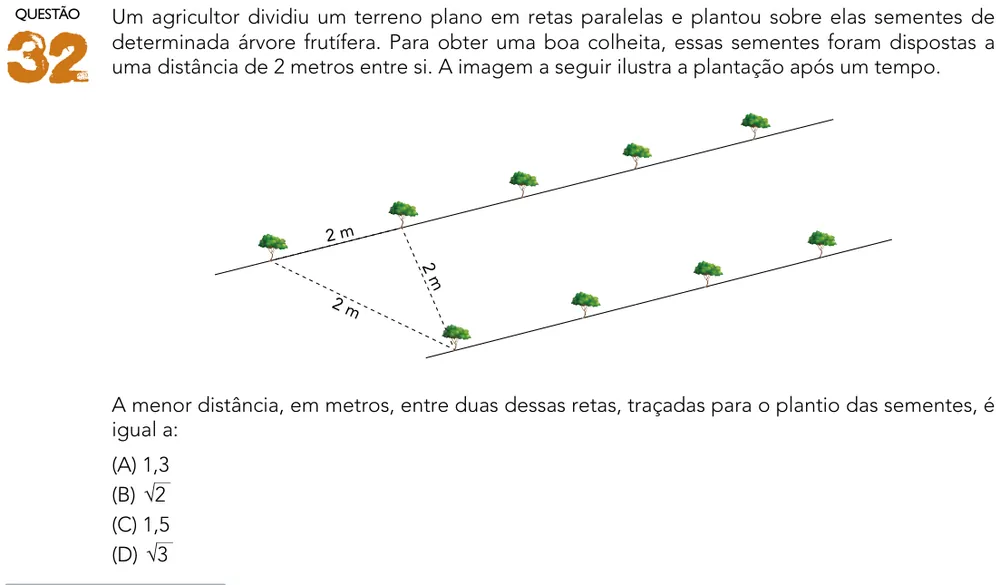 QUESTÃO
32
Um agricultor dividiu um terreno plano em retas paralelas e plantou sobre elas sementes de
determinada árvore frutífera. Para obter uma boa colheita, essas sementes foram dispostas a
uma distância de 2 metros entre si. A imagem a seguir ilustra a plantação após um tempo.
2 m
2 m
2 m
A menor distância, em metros, entre duas dessas retas, traçadas para o plantio das sementes, é
igual a:
(A) 1,3
(B) √2
(C) 1,5
(D) √3